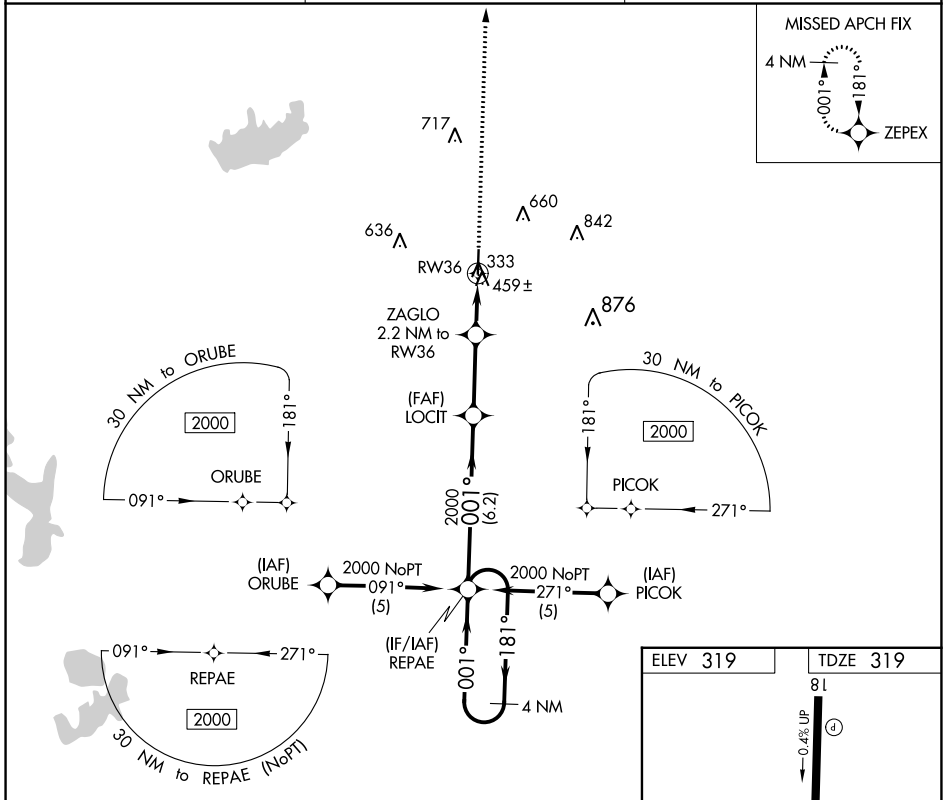 MISSED APCH FIX
4 NM
001°
181°
ZEPEX
717
660
842
636
RW36
333
459±
876
ZAGLO
2.2 NM to
RW36
(FAF)
LOCIT
30 NM to ORUBE
2000
181°
ORUBE
091°
30 NM to PICOK
2000
181°
PICOK
271°
2000
001°
(6.2)
(IAF)
ORUBE
2000 NoPT
091°
(5)
2000 NoPT
271°
(5)
(IAF)
PICOK
(IF/IAF)
REPAE
001°
181°
4 NM
091°
271°
REPAE
2000
30 NM to REPAE (NoPT)
ELEV 319
TDZE 319
18
0.4% UP
P